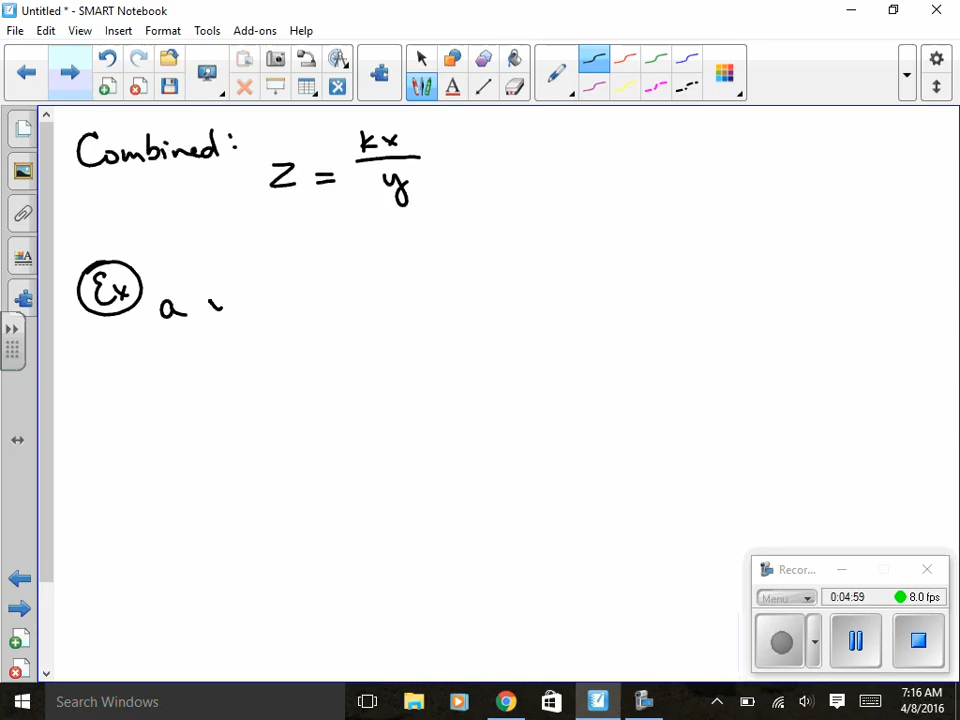 Untitled * - SMART Notebook
File Edit View Insert Format Tools Add-ons Help
Combined: z = kx / y
Ex a
Recor...
Menu 0:04:59 8.0 fps
Search Windows
7:16 AM
4/8/2016